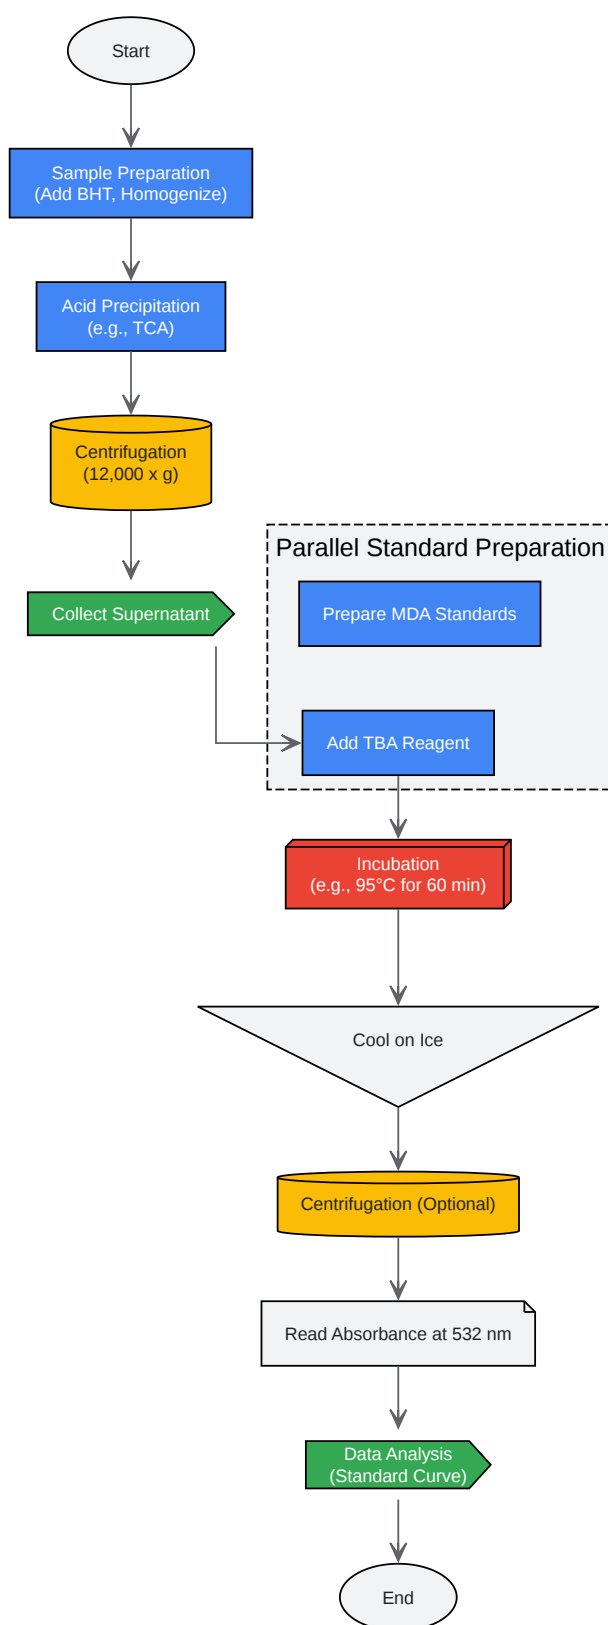 Start
Sample Preparation
(Add BHT, Homogenize)
Acid Precipitation
(e.g., TCA)
Centrifugation
(12,000 x g)
Parallel Standard Preparation
Collect Supernatant
Prepare MDA Standards
Add TBA Reagent
Incubation
(e.g., 95°C for 60 min)
Cool on Ice
Centrifugation (Optional)
Read Absorbance at 532 nm
Data Analysis
(Standard Curve)
End